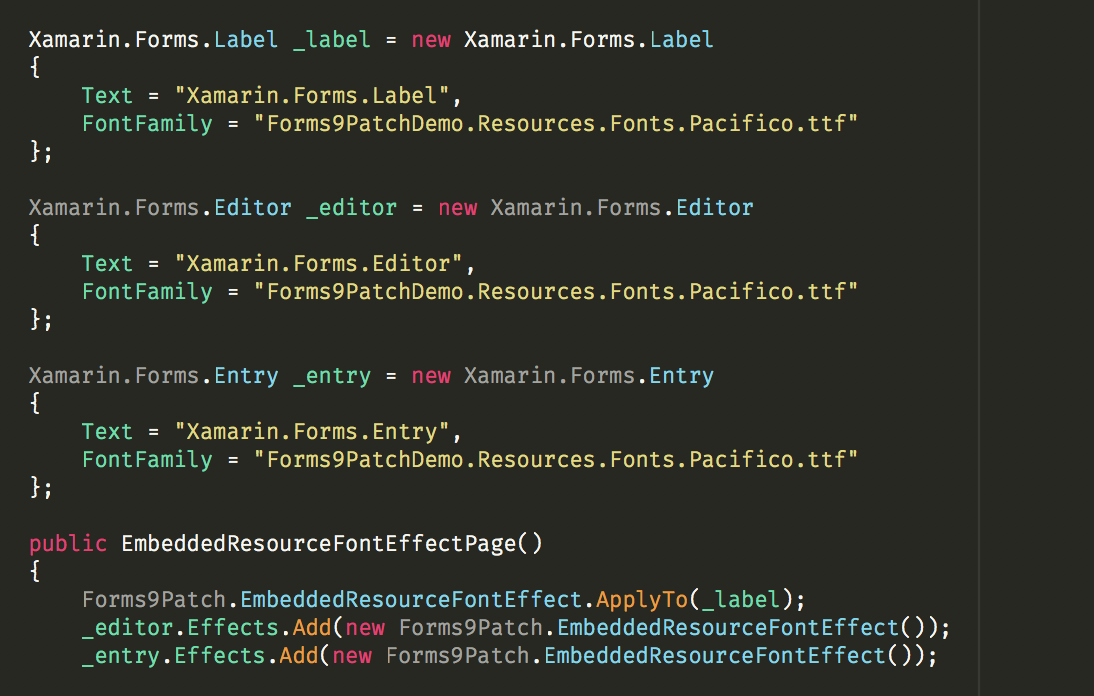 Xamarin.Forms.Label _label = new Xamarin.Forms.Label
{
    Text = "Xamarin.Forms.Label",
    FontFamily = "Forms9PatchDemo.Resources.Fonts.Pacifico.ttf"
};

Xamarin.Forms.Editor _editor = new Xamarin.Forms.Editor
{
    Text = "Xamarin.Forms.Editor",
    FontFamily = "Forms9PatchDemo.Resources.Fonts.Pacifico.ttf"
};

Xamarin.Forms.Entry _entry = new Xamarin.Forms.Entry
{
    Text = "Xamarin.Forms.Entry",
    FontFamily = "Forms9PatchDemo.Resources.Fonts.Pacifico.ttf"
};

public EmbeddedResourceFontEffectPage()
{
    Forms9Patch.EmbeddedResourceFontEffect.ApplyTo(_label);
    _editor.Effects.Add(new Forms9Patch.EmbeddedResourceFontEffect());
    _entry.Effects.Add(new Forms9Patch.EmbeddedResourceFontEffect());